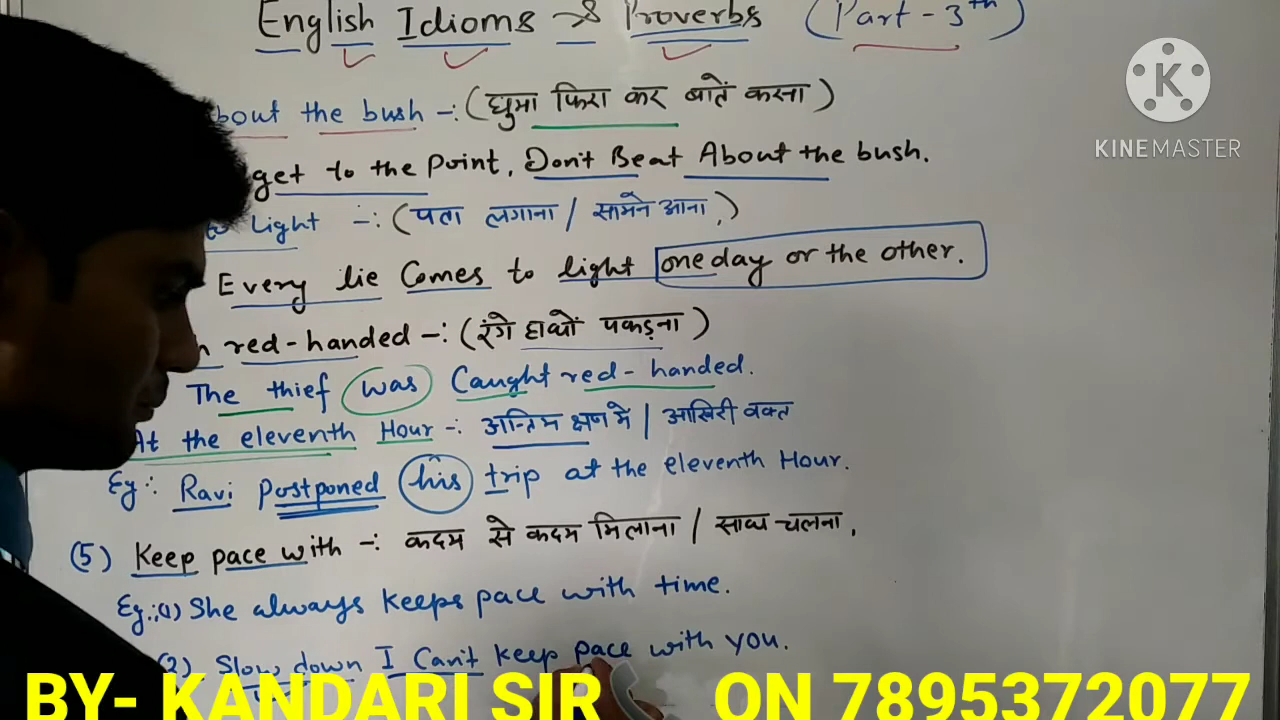 English Idioms & Proverbs (Part-3th)
K
KINEMASTER
bout the bush -: (घुमा फिरा कर बातें करना)
get to the point, Don't Beat About the bush.
to light -: (पता लगाना / सामने आना,)
Every lie Comes to light one day or the other.
n red-handed -: (रंगे हाथों पकड़ना)
The thief was Caught red-handed.
At the eleventh Hour -: अन्तिम क्षण में / आखिरी वक्त
Eg: Ravi Postponed his trip at the eleventh Hour.
(5) Keep pace with -: कदम से कदम मिलाना / साथ चलना,
Eg:, (1) She always keeps pace with time.
(2) Slow down I Can't keep pace with you.
BY- KANDARI SIR ON 7895372077